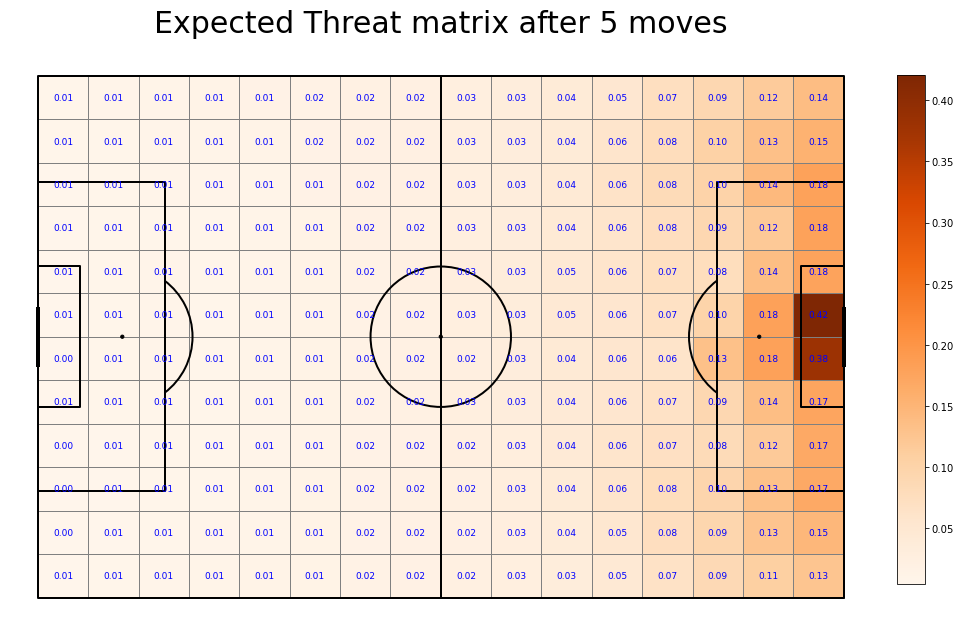 Expected Threat matrix after 5 moves
0.01 0.01 0.01 0.01 0.01 0.02 0.02 0.02 0.03 0.03 0.04 0.05 0.07 0.09 0.12 0.14
0.01 0.01 0.01 0.01 0.01 0.02 0.02 0.02 0.03 0.03 0.04 0.06 0.08 0.10 0.13 0.15
0.01 0.01 0.01 0.01 0.01 0.01 0.02 0.02 0.03 0.03 0.04 0.06 0.08 0.10 0.14 0.18
0.01 0.01 0.01 0.01 0.01 0.01 0.02 0.02 0.03 0.03 0.04 0.06 0.08 0.09 0.12 0.18
0.01 0.01 0.01 0.01 0.01 0.01 0.02 0.02 0.03 0.03 0.05 0.06 0.07 0.08 0.14 0.18
0.01 0.01 0.01 0.01 0.01 0.01 0.02 0.02 0.03 0.03 0.04 0.06 0.07 0.10 0.18 0.42
0.00 0.01 0.01 0.01 0.01 0.01 0.02 0.02 0.02 0.03 0.04 0.06 0.06 0.13 0.18 0.38
0.01 0.01 0.01 0.01 0.01 0.01 0.02 0.02 0.03 0.03 0.04 0.06 0.07 0.09 0.14 0.17
0.00 0.01 0.01 0.01 0.01 0.01 0.02 0.02 0.02 0.03 0.04 0.06 0.07 0.08 0.12 0.17
0.00 0.01 0.01 0.01 0.01 0.01 0.02 0.02 0.02 0.03 0.04 0.06 0.08 0.10 0.13 0.17
0.00 0.01 0.01 0.01 0.01 0.01 0.02 0.02 0.02 0.03 0.04 0.06 0.08 0.09 0.13 0.15
0.01 0.01 0.01 0.01 0.01 0.01 0.02 0.02 0.02 0.03 0.03 0.05 0.07 0.09 0.11 0.13
0.40
0.35
0.30
0.25
0.20
0.15
0.10
0.05